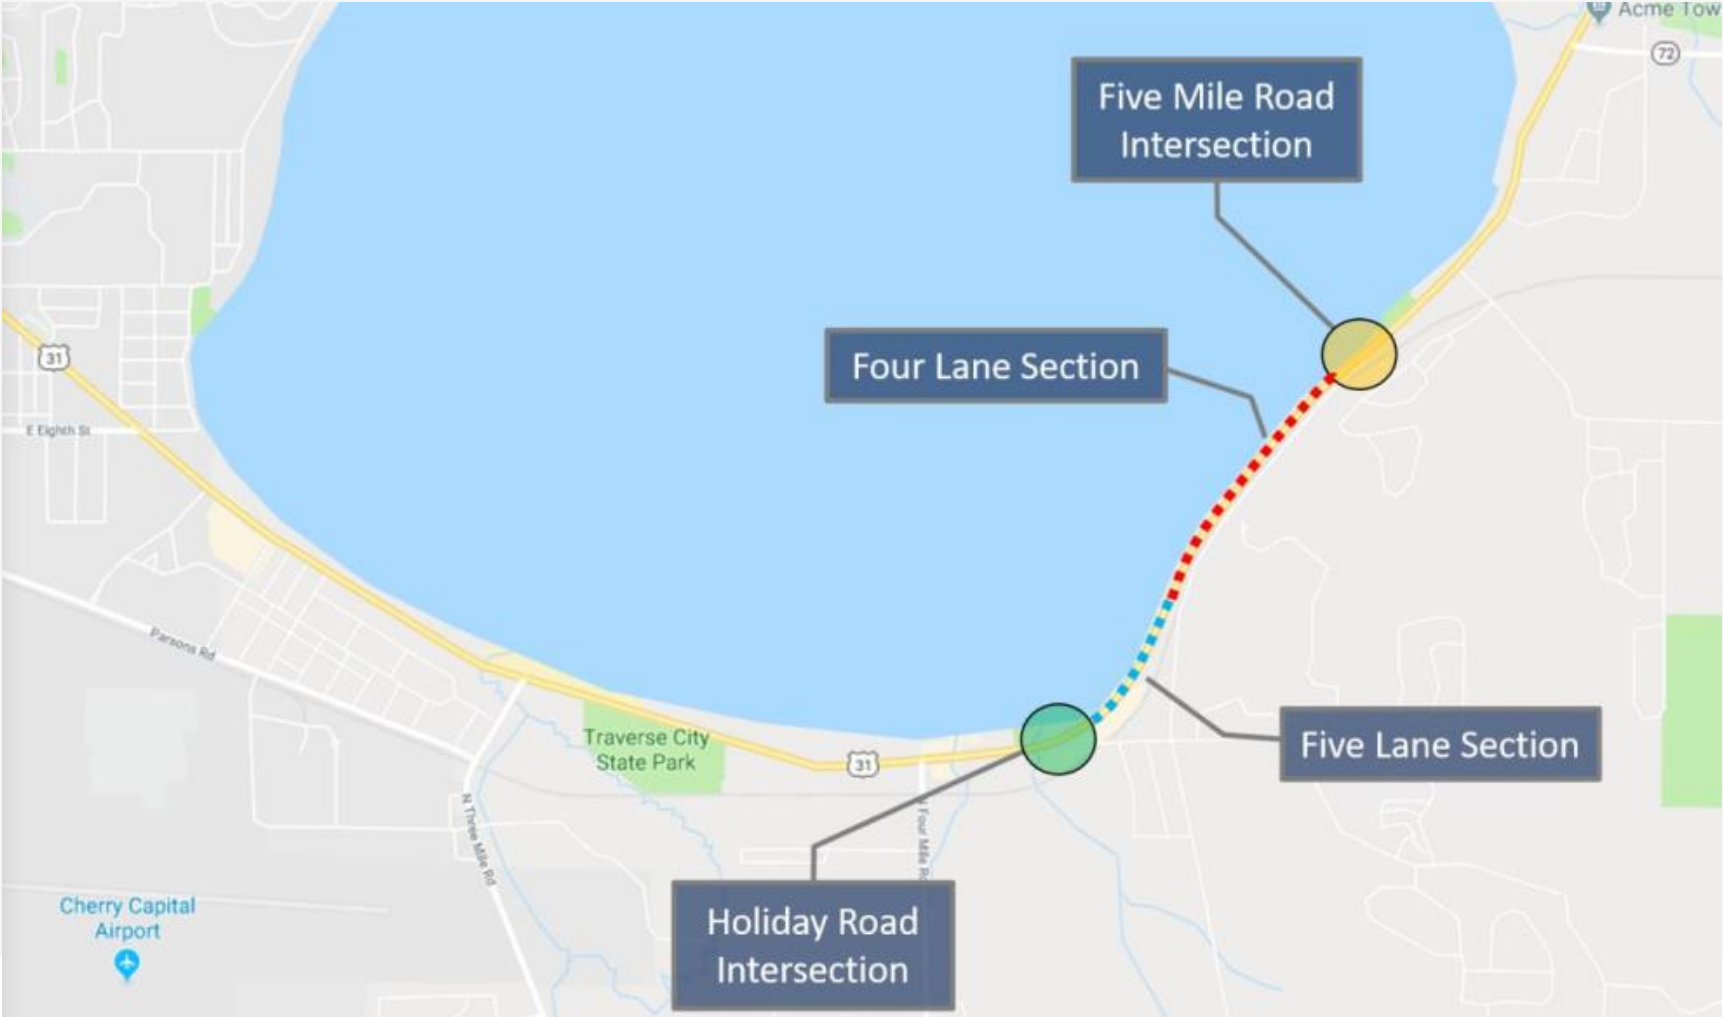 Acme Tow
72
Five Mile Road
Intersection
31
Four Lane Section
E Eighth St
Parsons Rd
Traverse City
State Park
31
Five Lane Section
N Three Mile Rd
Four Mile
Cherry Capital
Airport
Holiday Road
Intersection